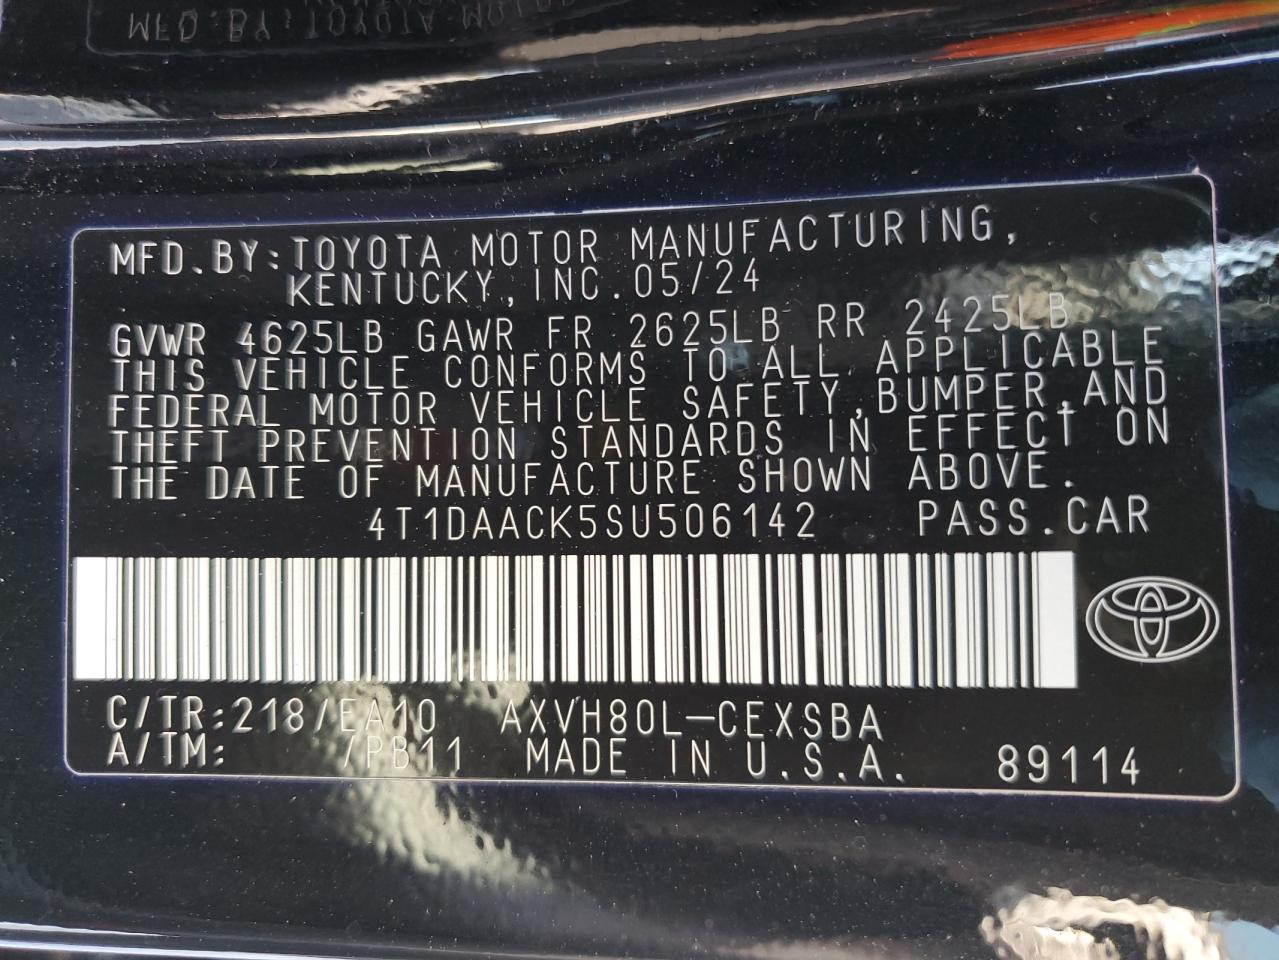 MFD.BY:TOYOTA MOTOR MANUFACTURING,
KENTUCKY,INC.05/24
GVWR 4625LB GAWR FR 2625LB RR 2425LB
THIS VEHICLE CONFORMS TO ALL APPLICABLE
FEDERAL MOTOR VEHICLE SAFETY,BUMPER,AND
THEFT PREVENTION STANDARDS IN EFFECT ON
THE DATE OF MANUFACTURE SHOWN ABOVE.
4T1DAACK5SU506142 PASS.CAR
C/TR:218/EA10 AXVH80L-CEXSBA
A/TM: /PB11 MADE IN U.S.A. 89114